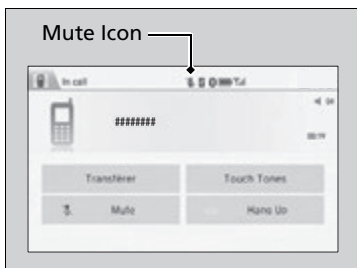 Mute Icon
In call
########
Transférer
Touch Tones
Mute
Hang Up